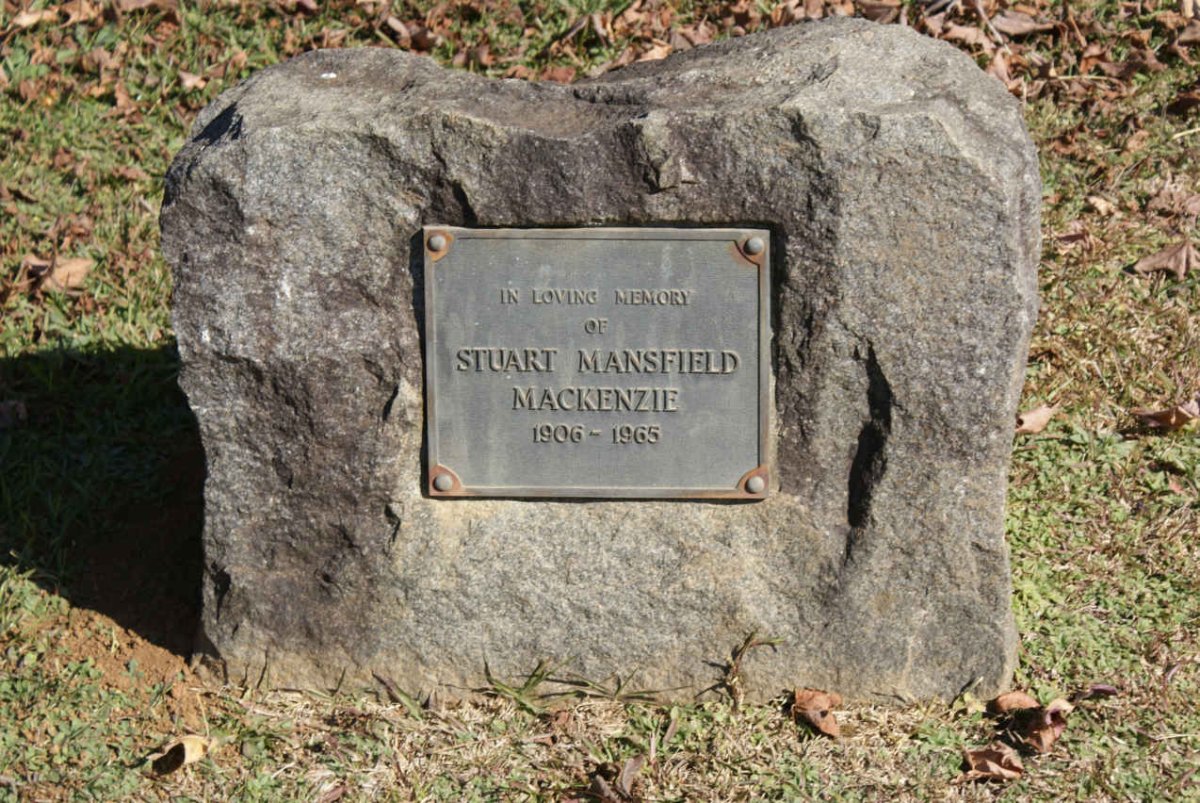 IN LOVING MEMORY
OF
STUART MANSFIELD
MACKENZIE
1906 - 1965